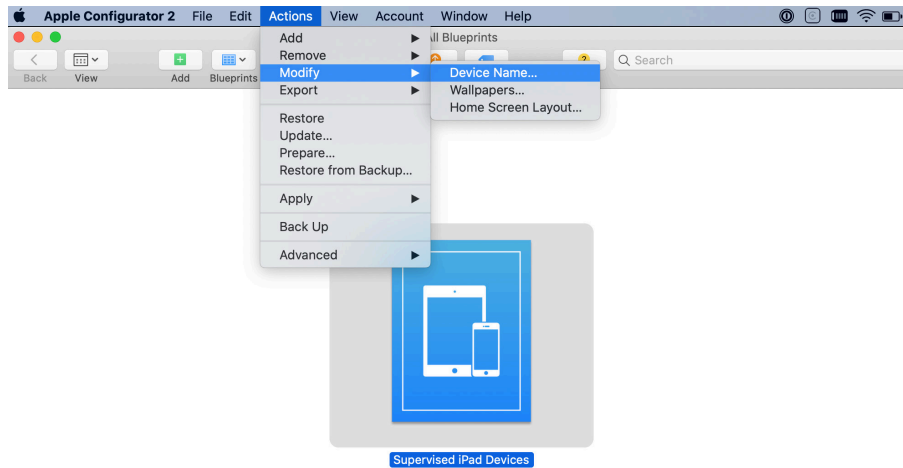 Apple Configurator 2 File Edit Actions View Account Window Help
All Blueprints
Search
Back View Add Blueprints
Add
Remove
Modify
Export
Restore
Update...
Prepare...
Restore from Backup...
Apply
Back Up
Advanced
Device Name...
Wallpapers...
Home Screen Layout...
Supervised iPad Devices